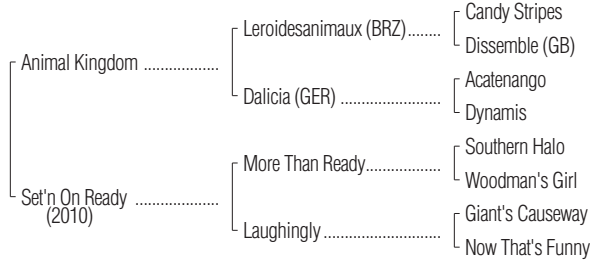 Candy Stripes
Leroidesanimaux (BRZ)........
Dissemble (GB)
Animal Kingdom ...................
Acatenango
Dalicia (GER) .........................
Dynamis
Southern Halo
More Than Ready...................
Woodman's Girl
Set'n On Ready .....................
(2010)
Giant's Causeway
Laughingly .............................
Now That's Funny